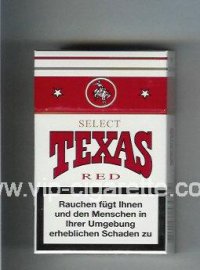 SELECT
TEXAS
RED
Rauchen fügt Ihnen
und den Menschen in
Ihrer Umgebung
erheblichen Schaden zu